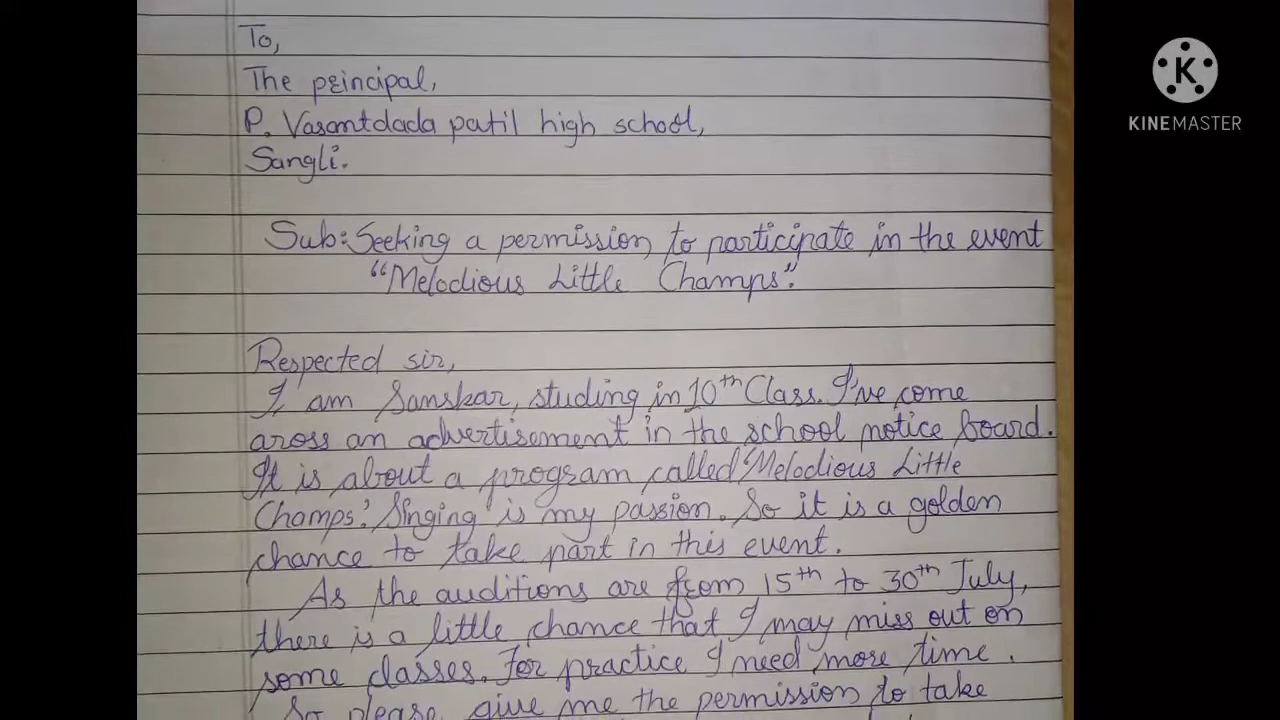 To,
The principal,
P. Vasantdada patil high school,
Sangli.
Sub: Seeking a permission to participate in the event
"Melodious Little Champs".
Respected sir,
I am Sanskar, studing in 10th Class. I've come
aross an advertisement in the school notice board.
It is about a program called 'Melodious Little
Champs.' 'Singing' is my passion. So it is a golden
chance to take part in this event.
As the auditions are from 15th to 30th July,
there is a little chance that I may miss out on
some classes. For practice I need more time.
So please give me the permission to take
KINEMASTER